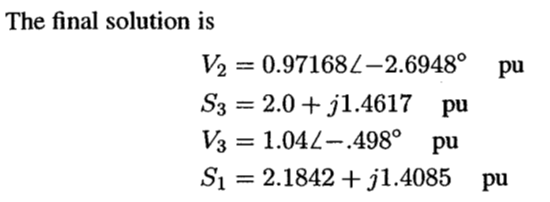 The final solution is
V₂ = 0.97168∠−2.6948° pu
S₃ = 2.0 + j1.4617 pu
V₃ = 1.04∠−.498° pu
S₁ = 2.1842 + j1.4085 pu